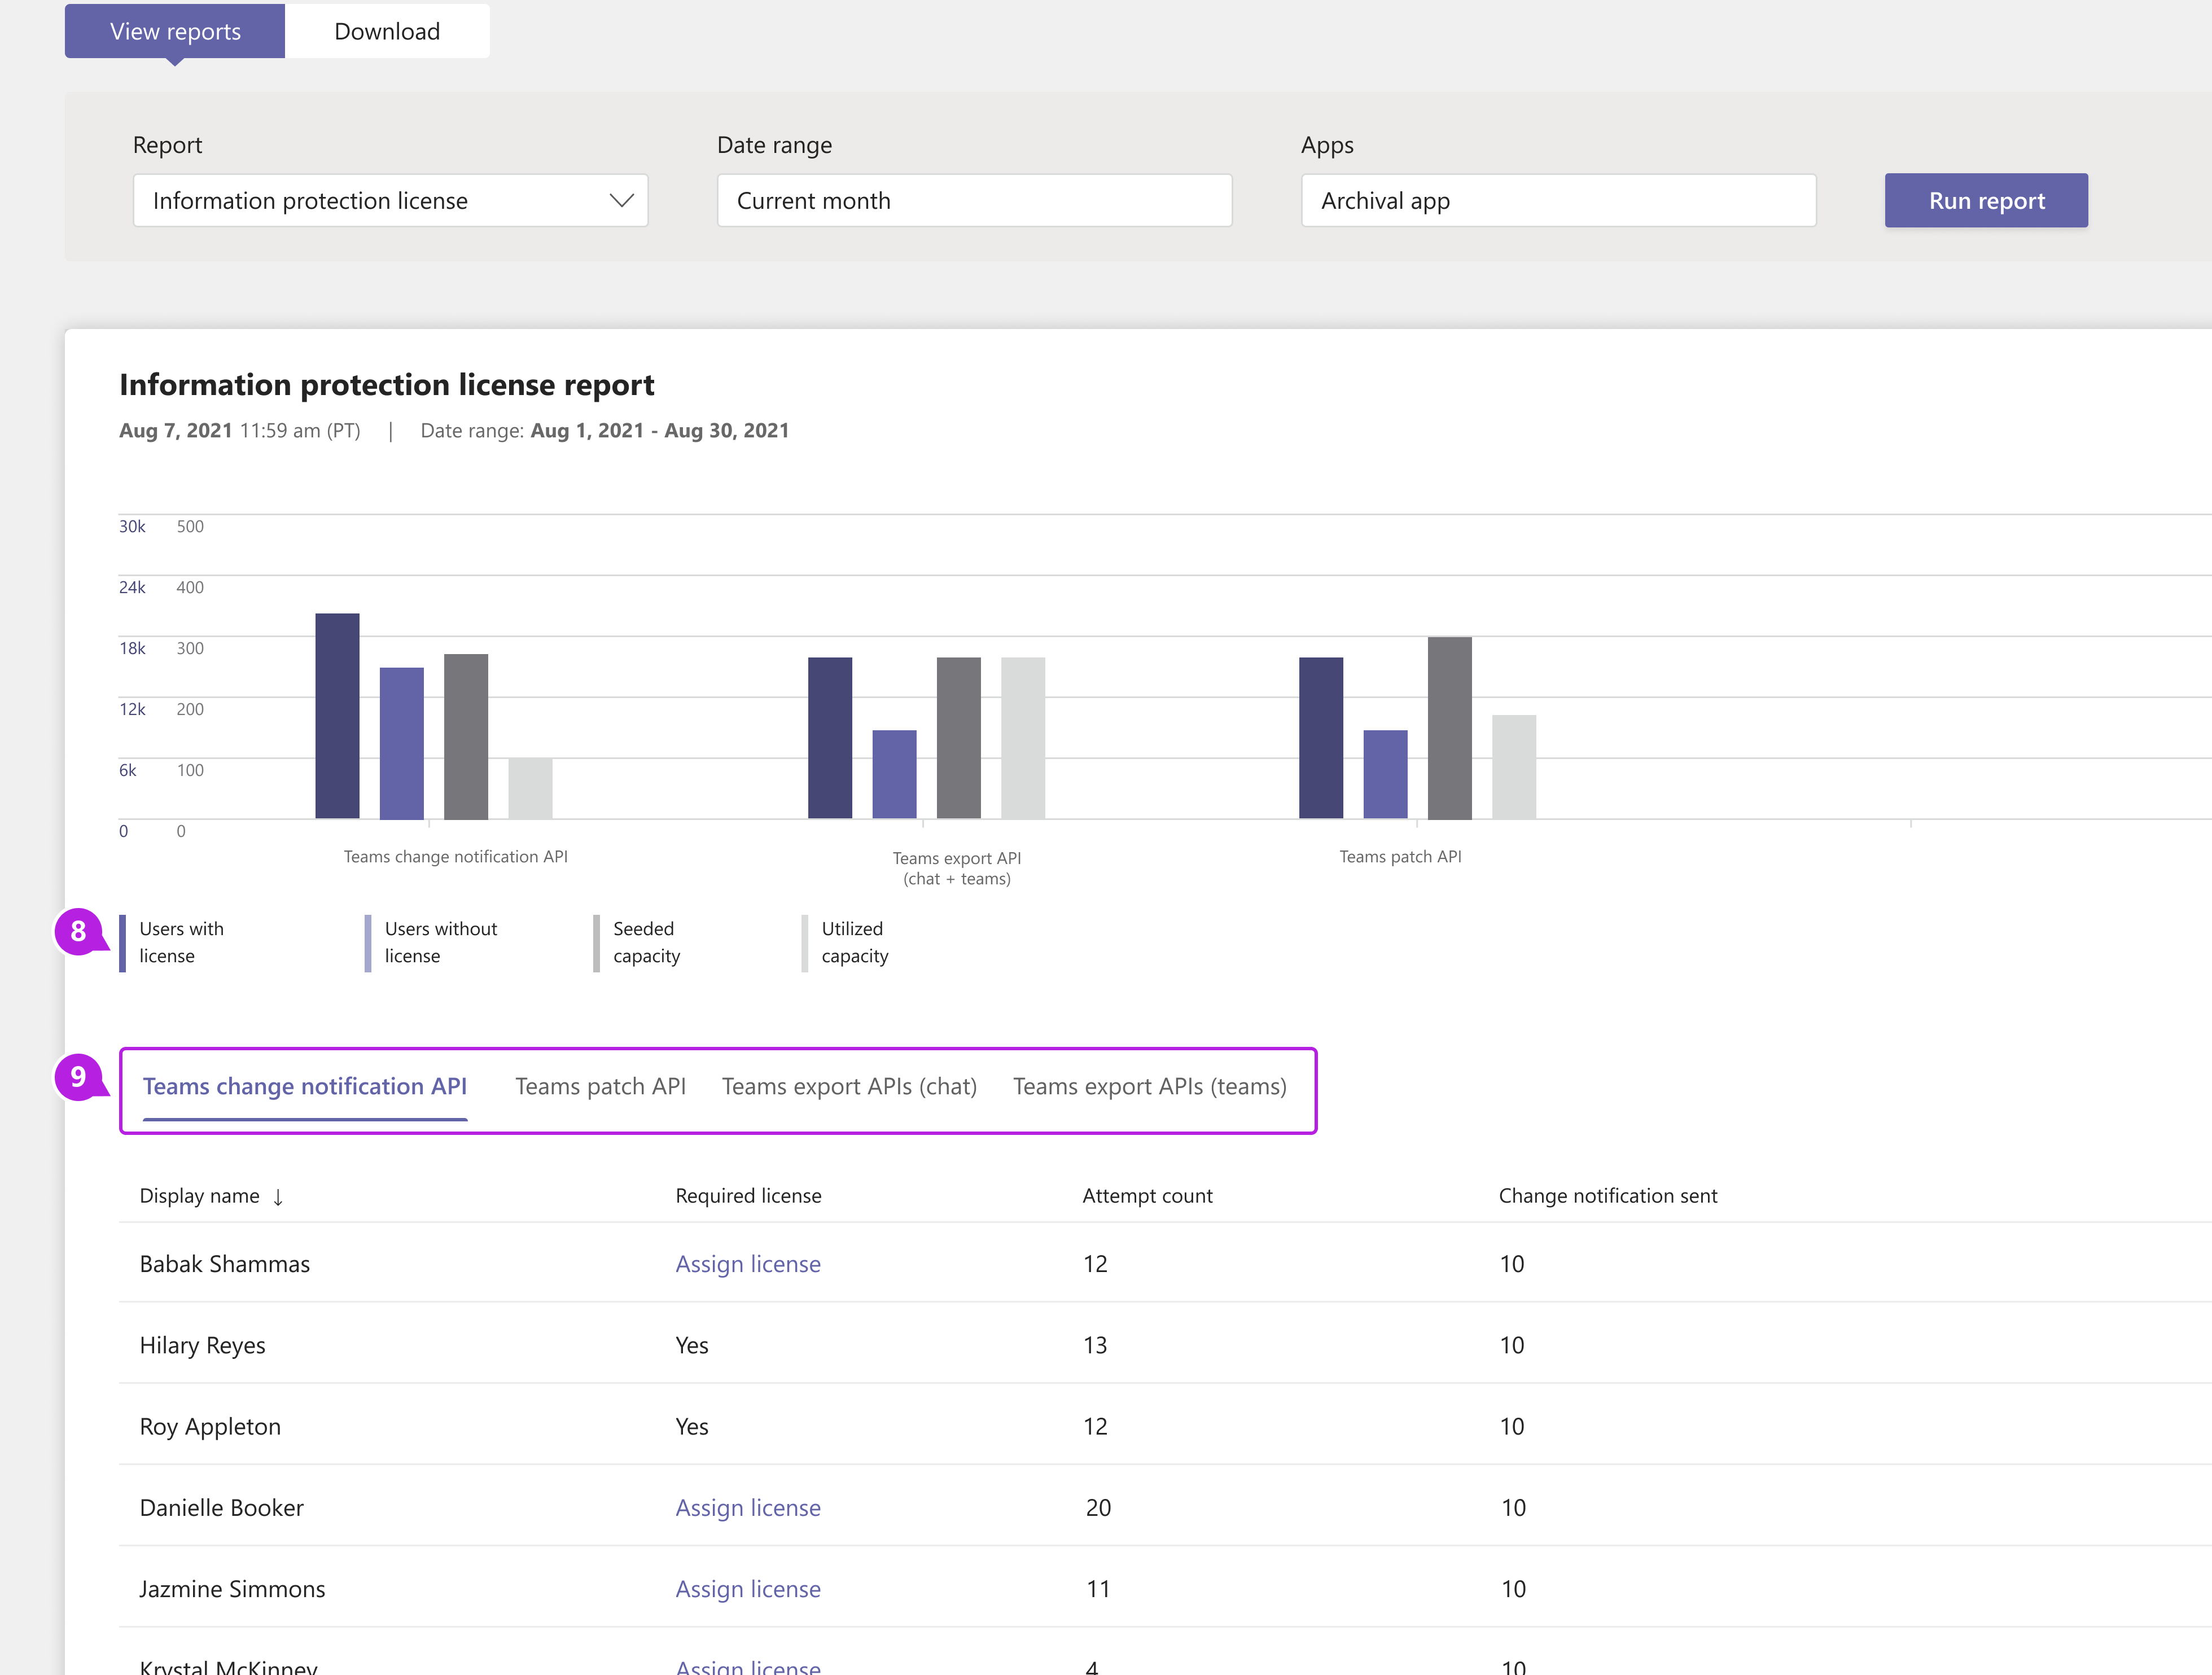 View reports Download
Report Date range Apps
Information protection license Current month Archival app Run report
Information protection license report
Aug 7, 2021 11:59 am (PT) | Date range: Aug 1, 2021 - Aug 30, 2021
30k 500
24k 400
18k 300
12k 200
6k 100
0 0
Teams change notification API Teams export API Teams patch API
(chat + teams)
8 Users with Users without Seeded Utilized
license license capacity capacity
9 Teams change notification API Teams patch API Teams export APIs (chat) Teams export APIs (teams)
Display name ↓ Required license Attempt count Change notification sent
Babak Shammas Assign license 12 10
Hilary Reyes Yes 13 10
Roy Appleton Yes 12 10
Danielle Booker Assign license 20 10
Jazmine Simmons Assign license 11 10
Krystal McKinney Assign license 4 10